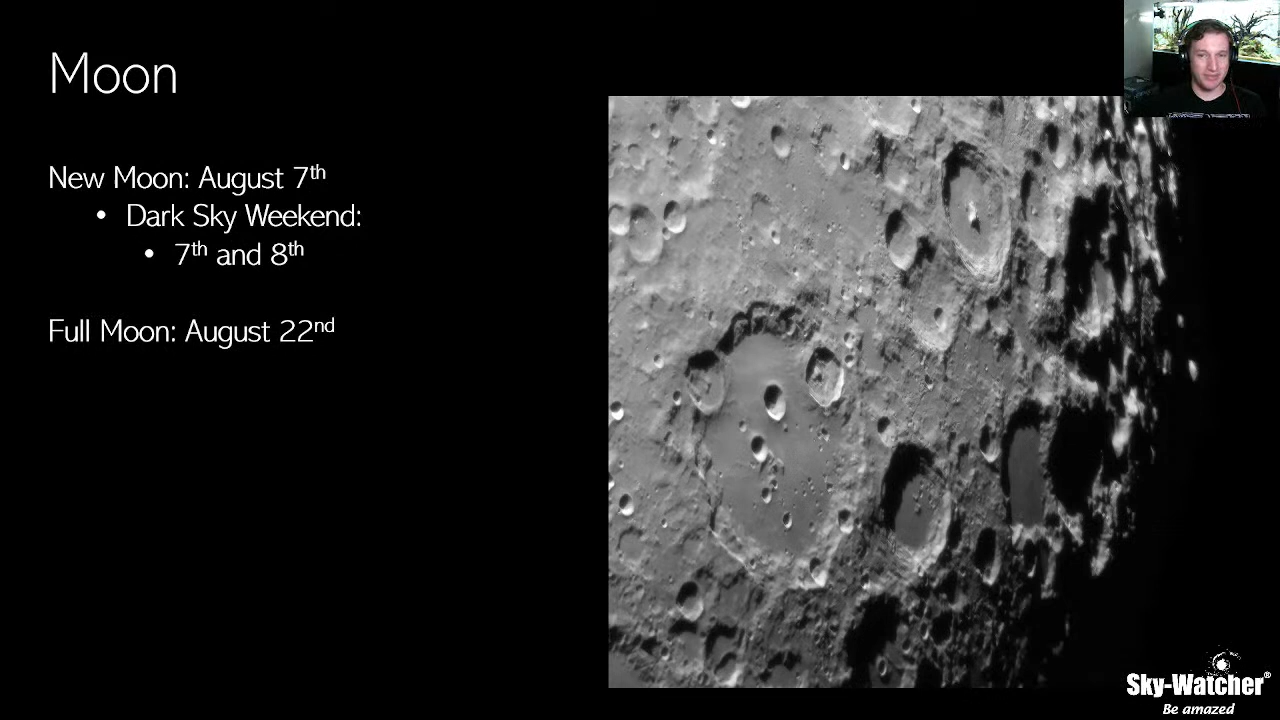 Moon
New Moon: August 7th
• Dark Sky Weekend:
• 7th and 8th
Full Moon: August 22nd
Sky-Watcher®
Be amazed